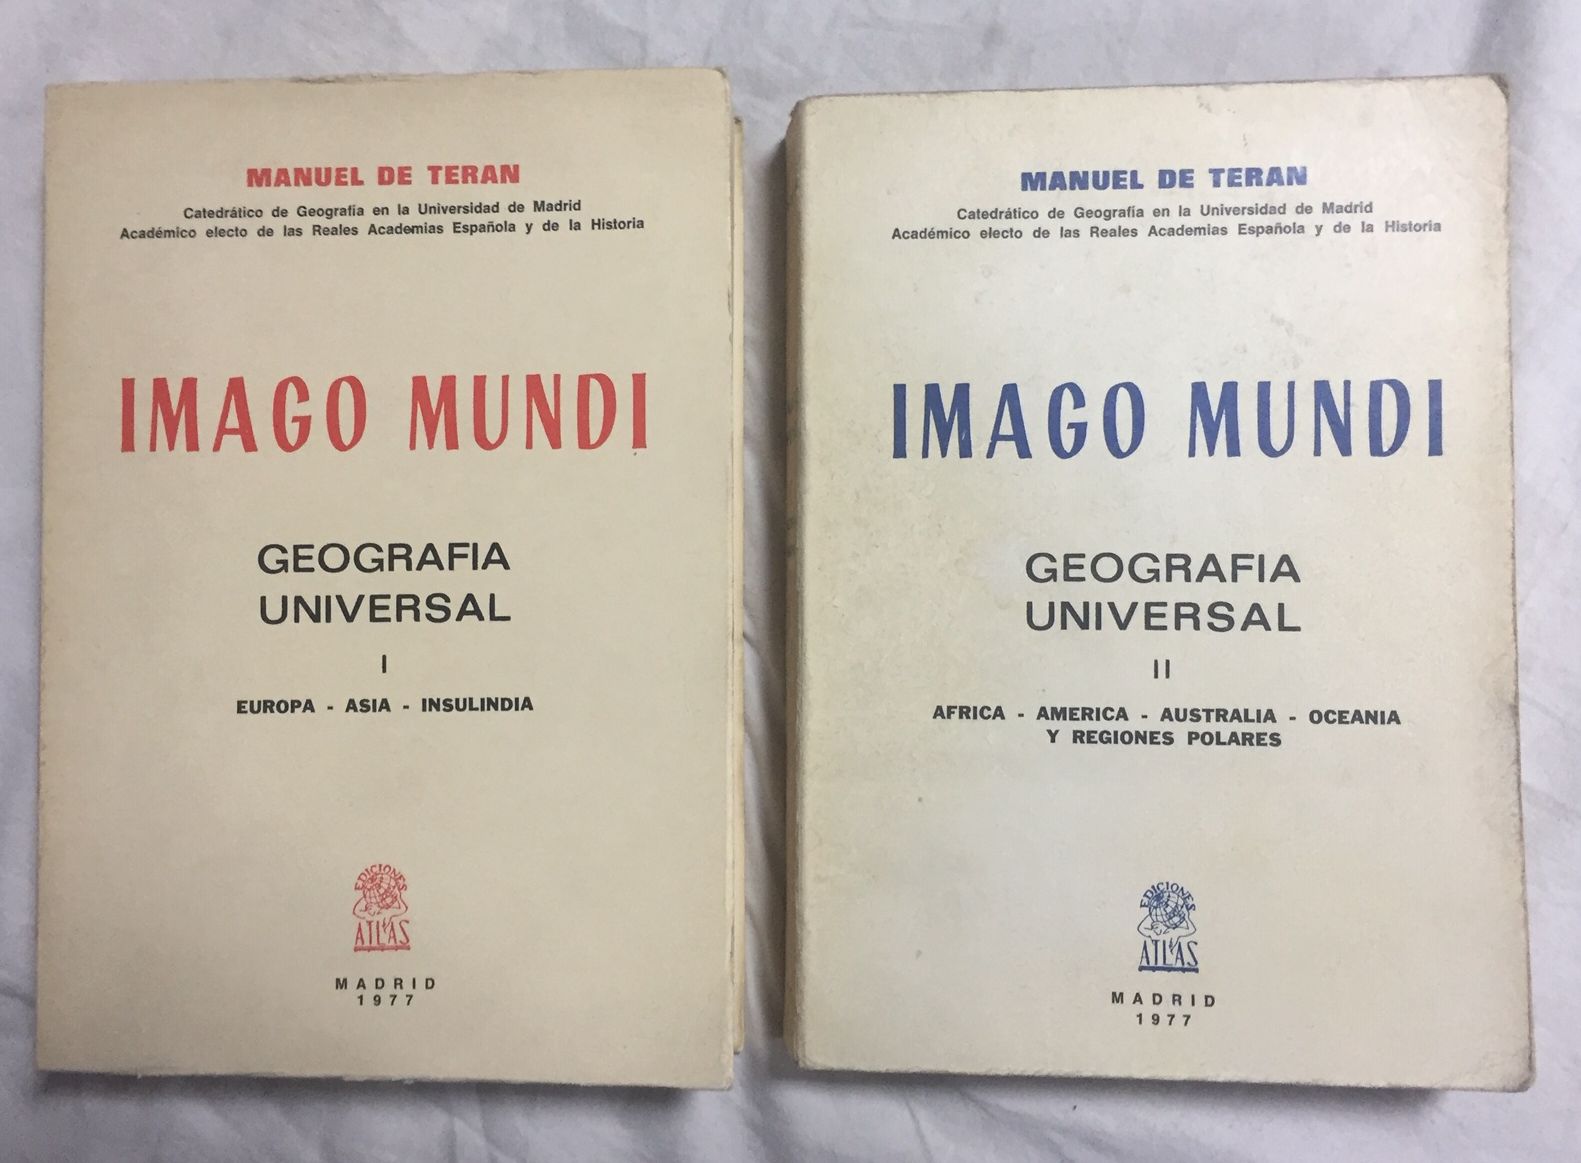 MANUEL DE TERAN
Catedrático de Geografía en la Universidad de Madrid
Académico electo de las Reales Academias Española y de la Historia
IMAGO MUNDI
GEOGRAFIA
UNIVERSAL
I
EUROPA - ASIA - INSULINDIA
EDICIONES
ATLAS
MADRID
1977
MANUEL DE TERAN
Catedrático de Geografía en la Universidad de Madrid
Académico electo de las Reales Academias Española y de la Historia
IMAGO MUNDI
GEOGRAFIA
UNIVERSAL
II
AFRICA - AMERICA - AUSTRALIA - OCEANIA
Y REGIONES POLARES
EDICIONES
ATLAS
MADRID
1977